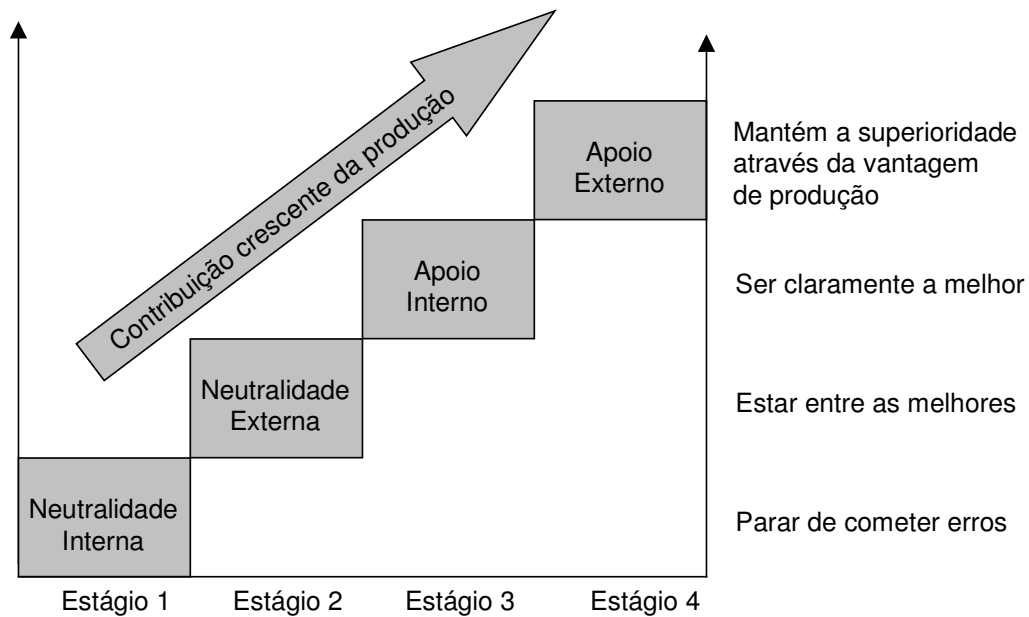 Contribuição crescente da produção
Apoio
Externo
Mantém a superioridade
através da vantagem
de produção
Apoio
Interno
Ser claramente a melhor
Neutralidade
Externa
Estar entre as melhores
Neutralidade
Interna
Parar de cometer erros
Estágio 1
Estágio 2
Estágio 3
Estágio 4